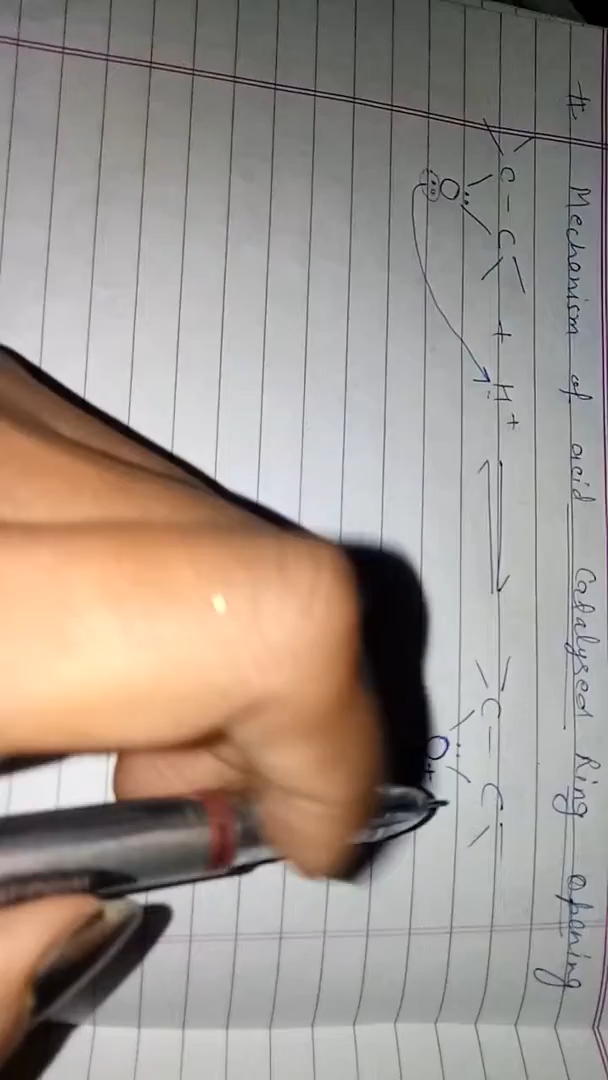 # Mechanism of acid Catalysed Ring opening
C - C + H+ ⇌ C - C
O O+